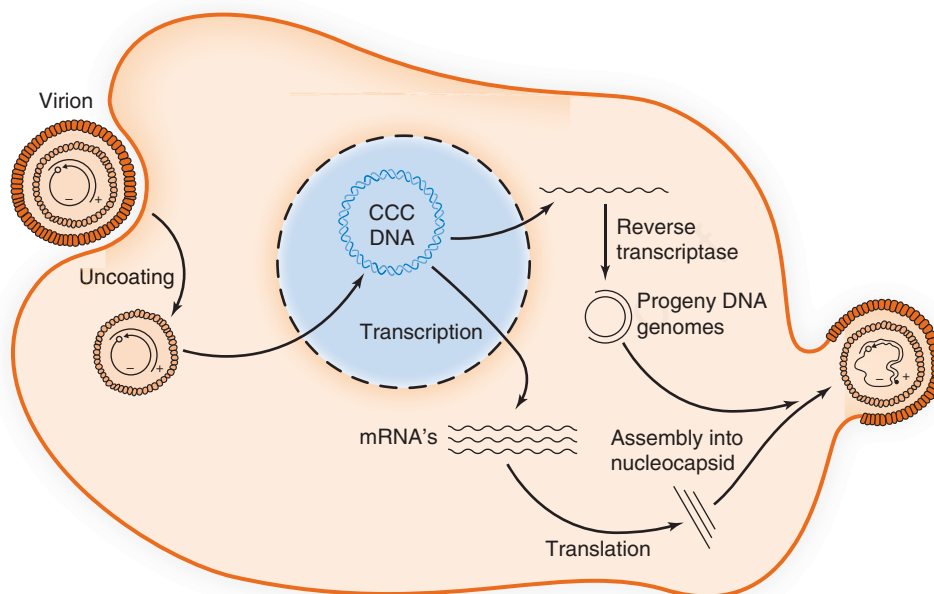 Virion
− +
Uncoating
− +
CCC
DNA
Transcription
Reverse
transcriptase
Progeny DNA
genomes
− +
mRNA's
Assembly into
nucleocapsid
Translation